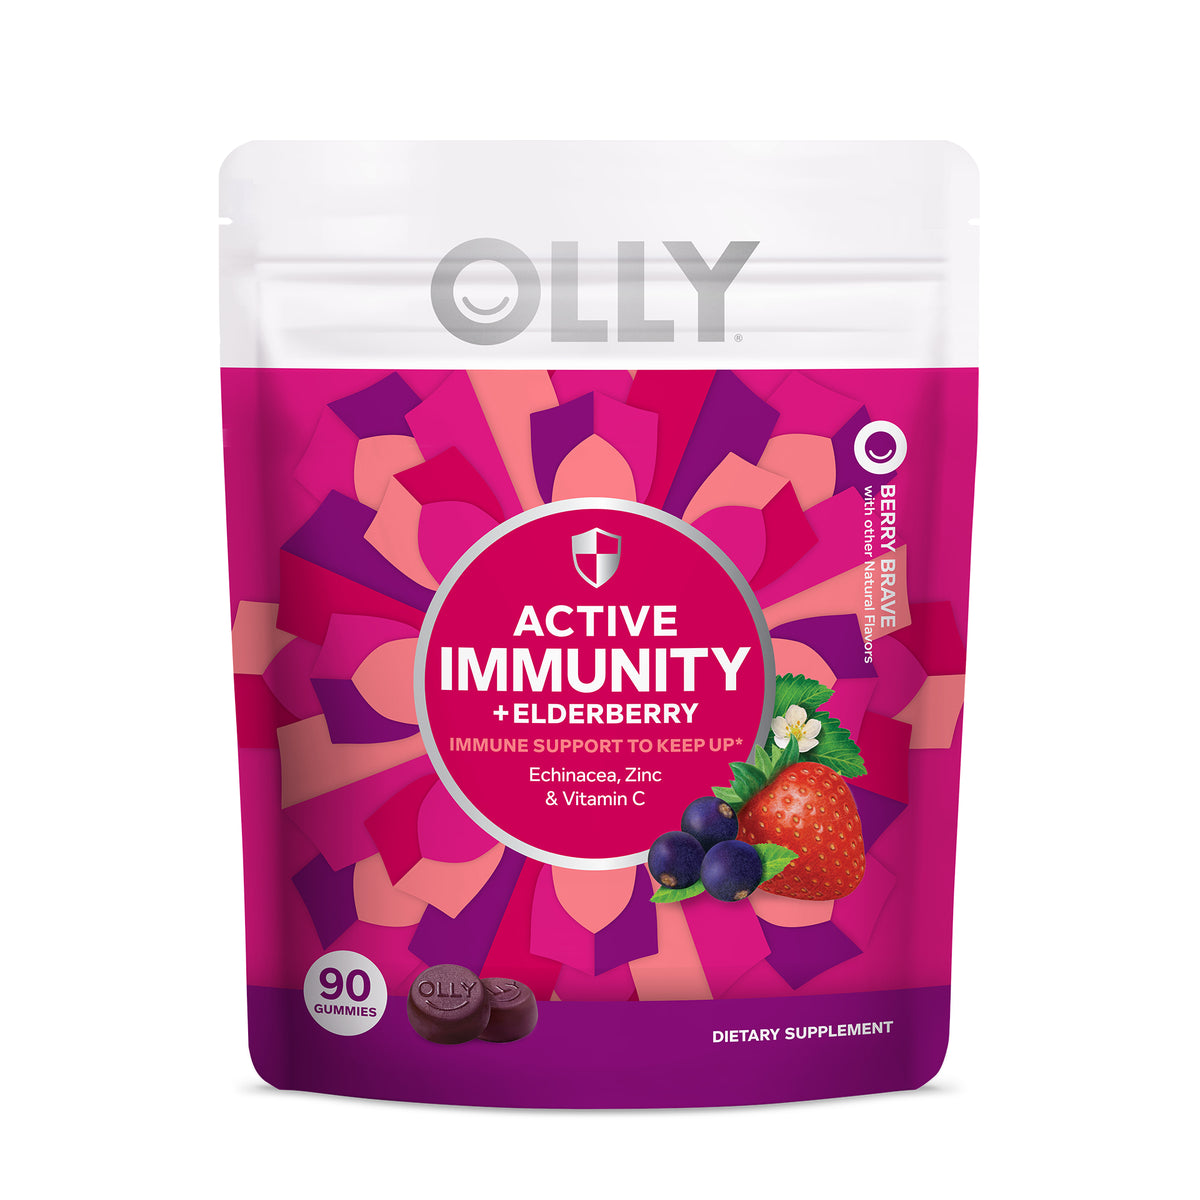 OLLY®
BERRY BRAVE
with other Natural Flavors
ACTIVE
IMMUNITY
+ELDERBERRY
IMMUNE SUPPORT TO KEEP UP*
Echinacea, Zinc
& Vitamin C
90
GUMMIES
OLLY
DIETARY SUPPLEMENT